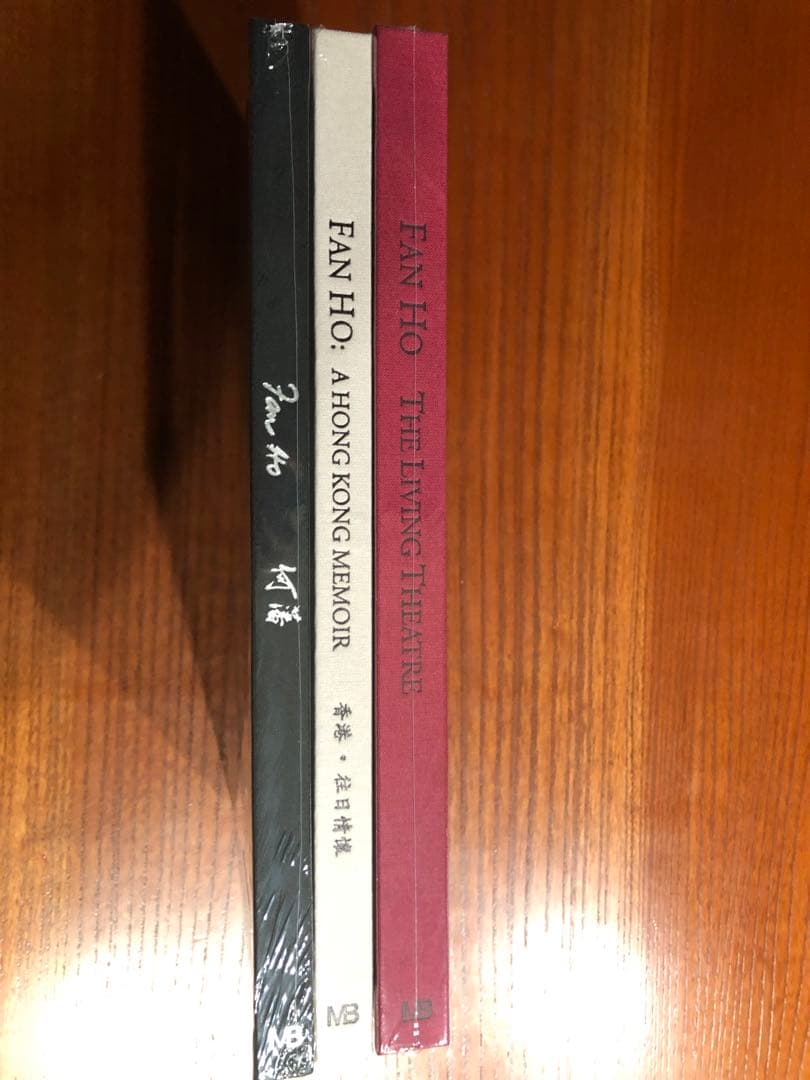 Fan Ho 何藩
MB
FAN HO: A HONG KONG MEMOIR 香港•往日情懷
MB
FAN HO THE LIVING THEATRE
MB